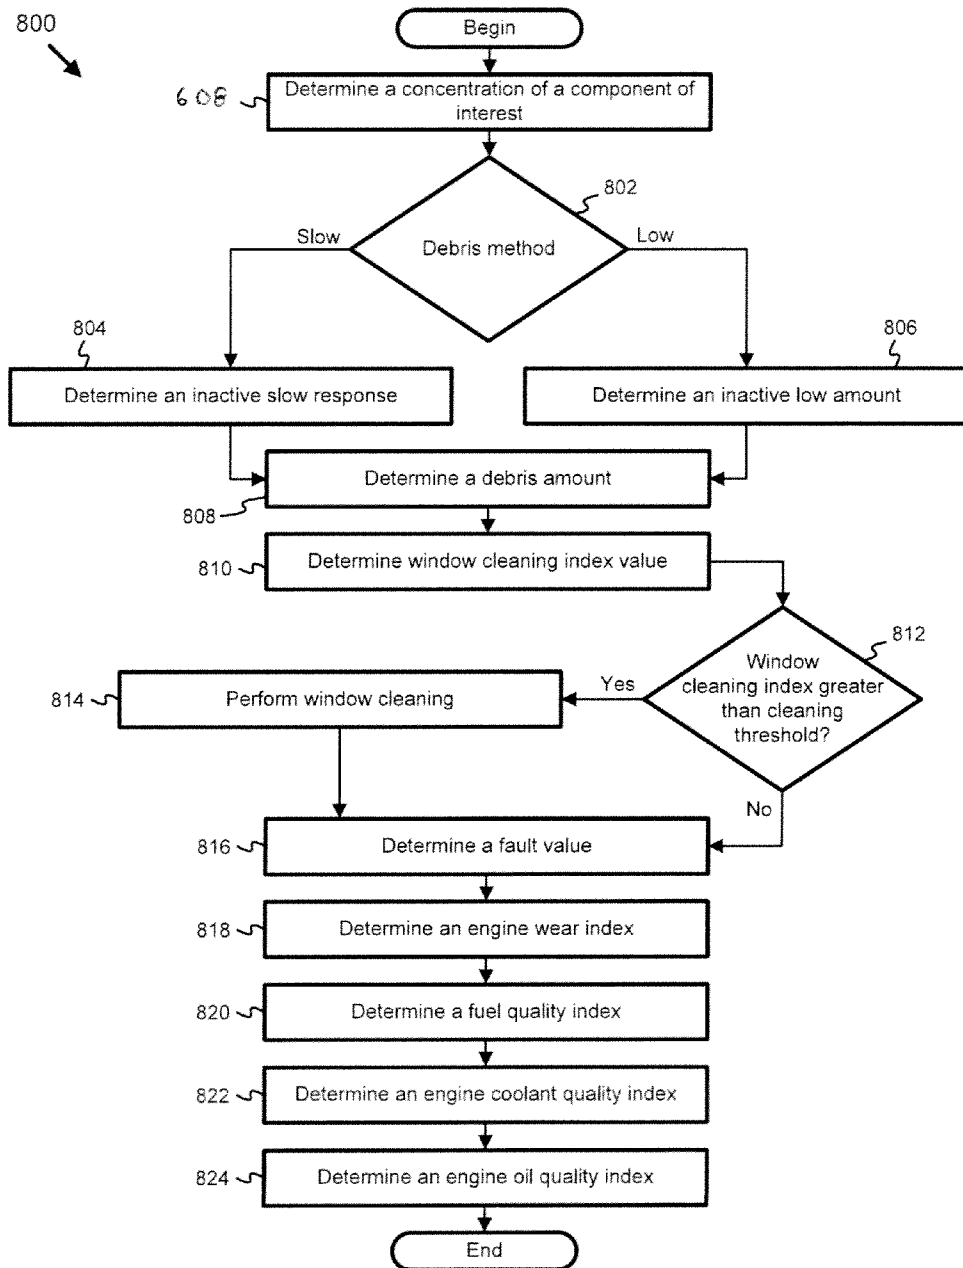 800
Begin
608
Determine a concentration of a component of
interest
802
Slow
Debris method
Low
804
806
Determine an inactive slow response
Determine an inactive low amount
Determine a debris amount
808
810
Determine window cleaning index value
812
Window
cleaning index greater
than cleaning
threshold?
Yes
814
Perform window cleaning
No
816
Determine a fault value
818
Determine an engine wear index
820
Determine a fuel quality index
822
Determine an engine coolant quality index
824
Determine an engine oil quality index
End